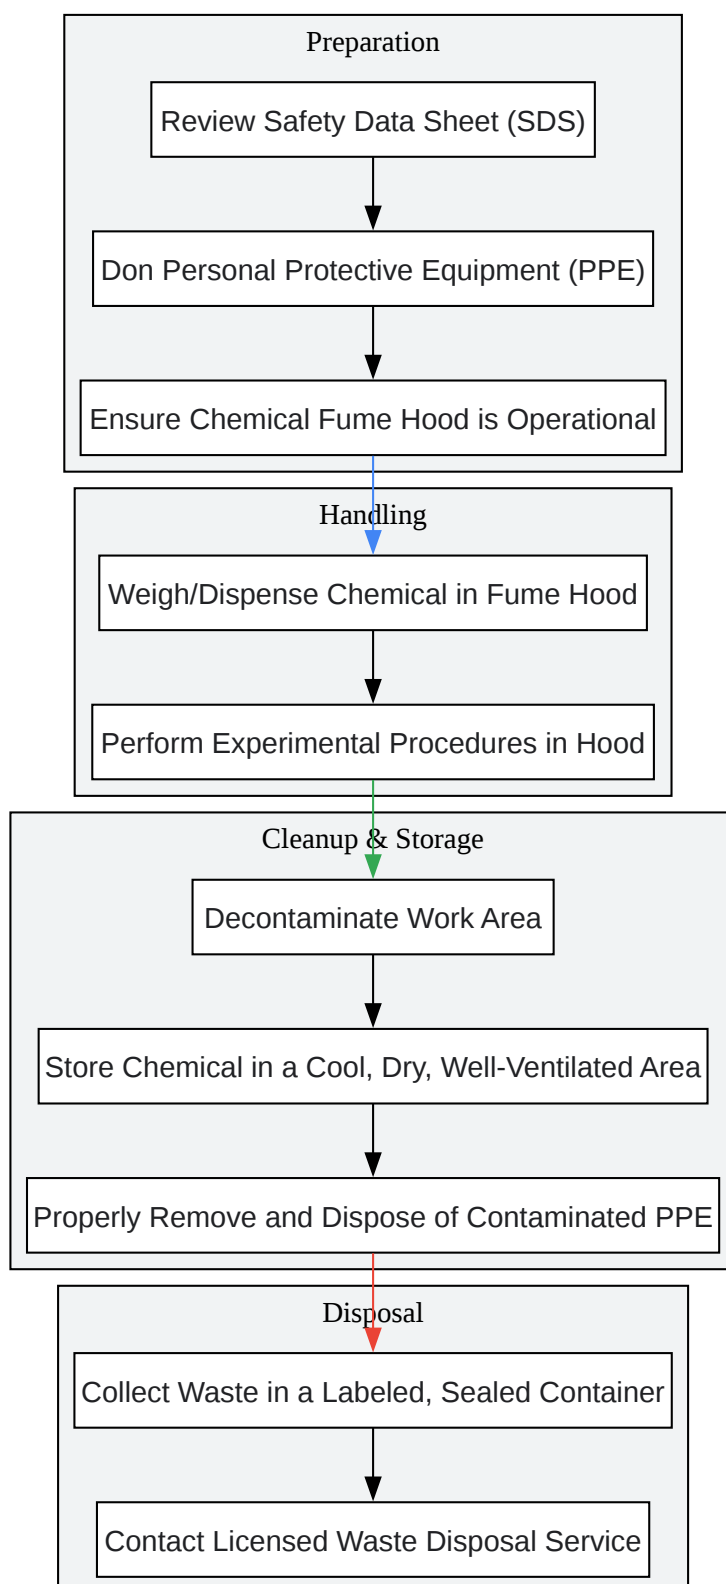 Preparation
Review Safety Data Sheet (SDS)
Don Personal Protective Equipment (PPE)
Ensure Chemical Fume Hood is Operational
Handling
Weigh/Dispense Chemical in Fume Hood
Perform Experimental Procedures in Hood
Cleanup & Storage
Decontaminate Work Area
Store Chemical in a Cool, Dry, Well-Ventilated Area
Properly Remove and Dispose of Contaminated PPE
Disposal
Collect Waste in a Labeled, Sealed Container
Contact Licensed Waste Disposal Service